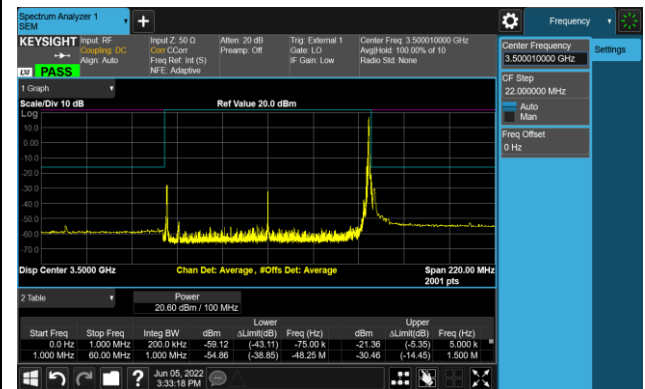 Spectrum Analyzer 1
SEM
+
Frequency
KEYSIGHT
Input: RF
Coupling: DC
Align: Auto
Input Z: 50 Ω
Corr CCorr
Freq Ref: Int (S)
NFE: Adaptive
Atten: 20 dB
Preamp: Off
Trig: External 1
Gate: LO
IF Gain: Low
Center Freq: 3.500010000 GHz
Avg|Hold: 100.00% of 10
Radio Std: None
LXI PASS
Center Frequency
3.500010000 GHz
Settings
CF Step
22.000000 MHz
Auto
Man
Freq Offset
0 Hz
1 Graph
Scale/Div 10 dB
Ref Value 20.0 dBm
Log
10.0
0.00
-10.0
-20.0
-30.0
-40.0
-50.0
-60.0
-70.0
Disp Center 3.5000 GHz
Chan Det: Average, #Offs Det: Average
Span 220.00 MHz
2001 pts
2 Table
Power
20.60 dBm / 100 MHz
Lower Upper
Start Freq Stop Freq Integ BW dBm ΔLimit(dB) Freq (Hz) dBm ΔLimit(dB) Freq (Hz)
0.0 Hz 1.000 MHz 200.0 kHz -59.12 (-43.11) -75.00 k -21.36 (-5.35) 5.000 k
1.000 MHz 60.00 MHz 1.000 MHz -54.86 (-38.85) -48.25 M -30.46 (-14.45) 1.500 M
?
Jun 05, 2022
3:33:18 PM